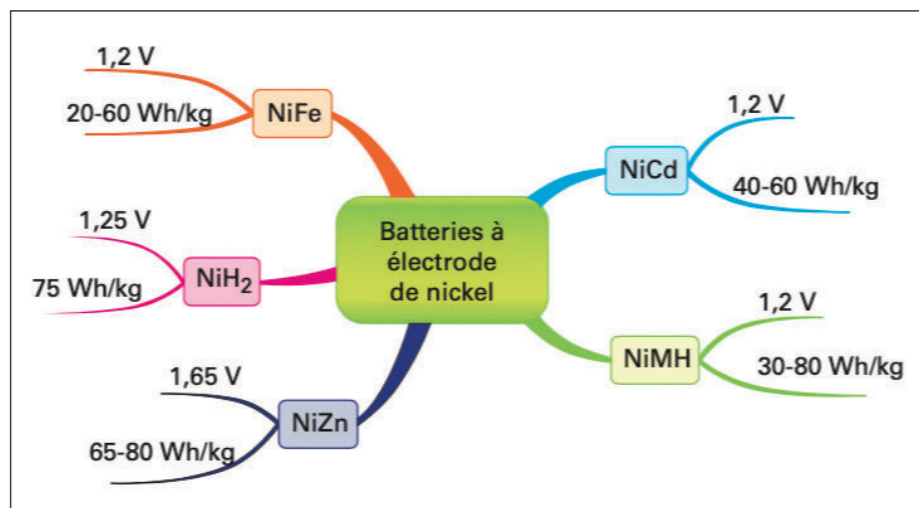 Batteries à
électrode
de nickel
NiFe
1,2 V
20-60 Wh/kg
NiH₂
1,25 V
75 Wh/kg
NiZn
1,65 V
65-80 Wh/kg
NiCd
1,2 V
40-60 Wh/kg
NiMH
1,2 V
30-80 Wh/kg